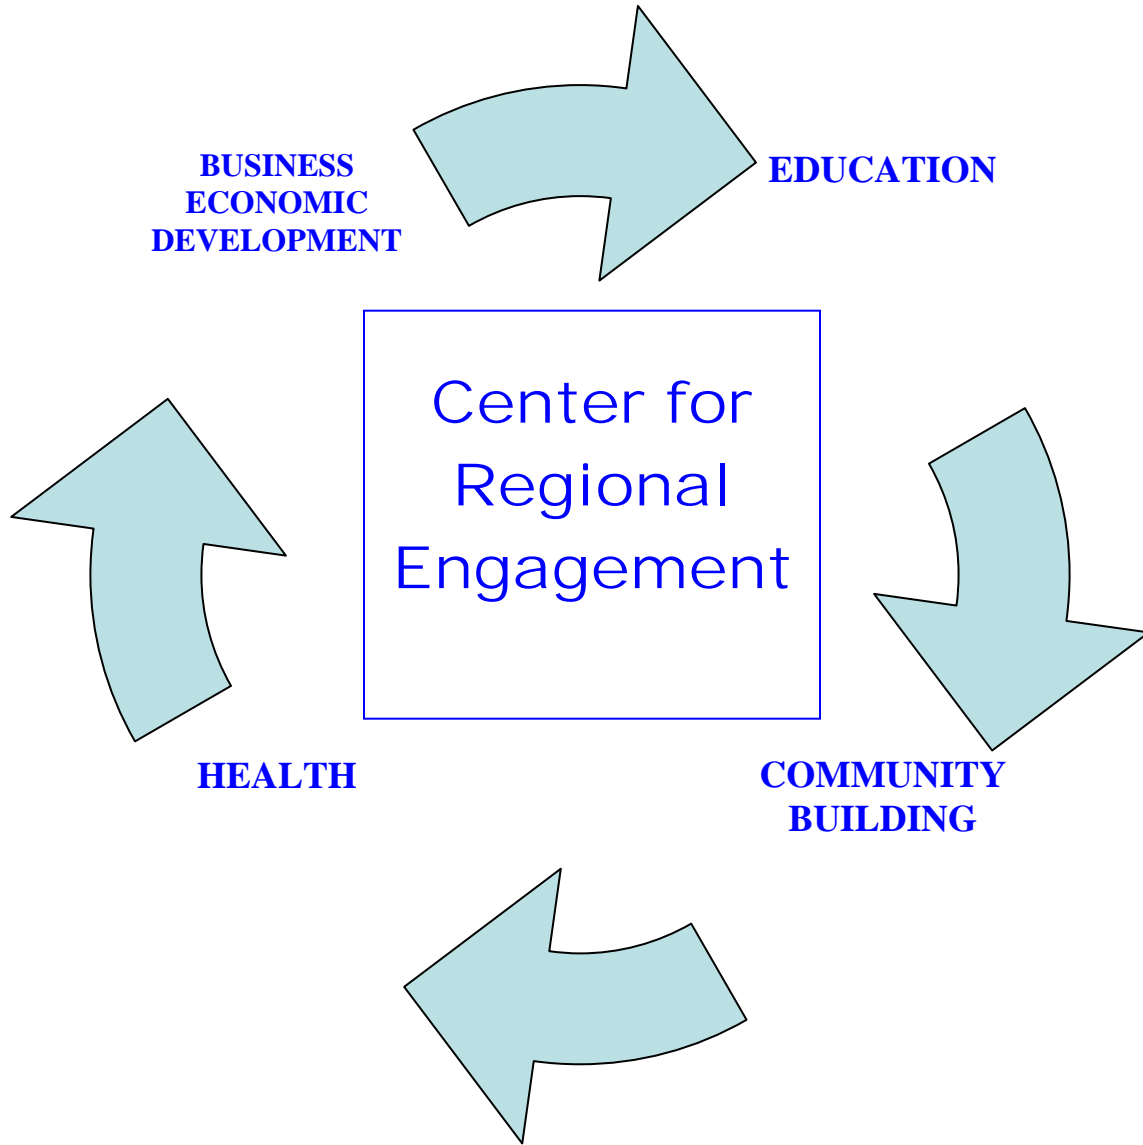 BUSINESS
ECONOMIC
DEVELOPMENT
EDUCATION
Center for
Regional
Engagement
HEALTH
COMMUNITY
BUILDING